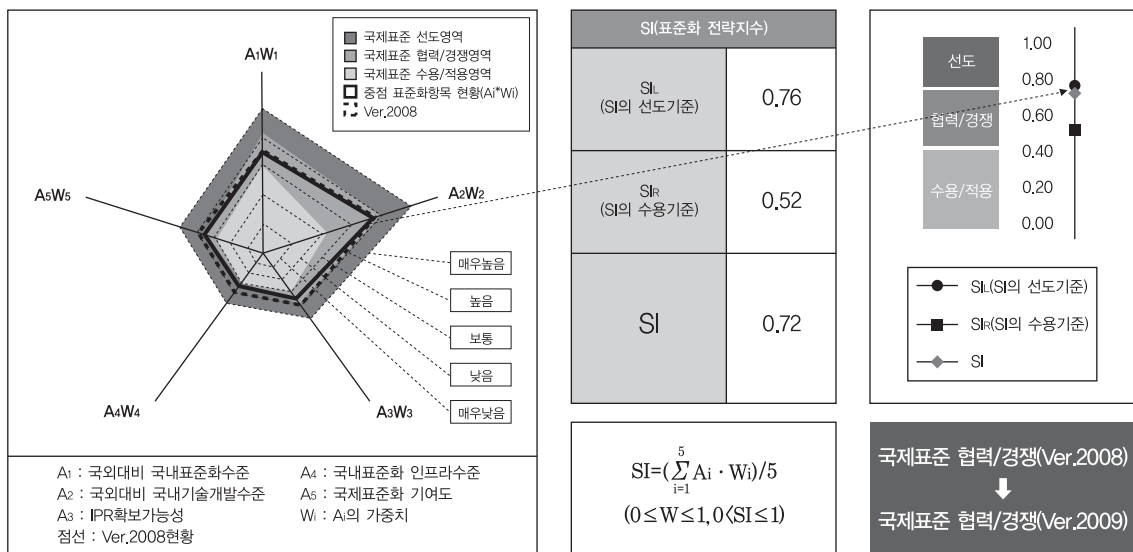 국제표준 선도영역
국제표준 협력/경쟁영역
국제표준 수용/적용영역
중점 표준화항목 현황(Ai*Wi)
Ver.2008
A1W1
A2W2
A3W3
A4W4
A5W5
매우높음
높음
보통
낮음
매우낮음
A1 : 국외대비 국내표준화수준
A2 : 국외대비 국내기술개발수준
A3 : IPR확보가능성
점선 : Ver.2008현황
A4 : 국내표준화 인프라수준
A5 : 국제표준화 기여도
Wi : Ai의 가중치
SI(표준화 전략지수)
SIL
(SI의 선도기준)
0.76
SIR
(SI의 수용기준)
0.52
SI
0.72
SI=(∑Ai · Wi)/5
5
i=1
(0≤W≤1, 0<SI≤1)
선도
협력/경쟁
수용/적용
1.00
0.80
0.60
0.40
0.20
0.00
SIL(SI의 선도기준)
SIR(SI의 수용기준)
SI
국제표준 협력/경쟁(Ver.2008)
국제표준 협력/경쟁(Ver.2009)